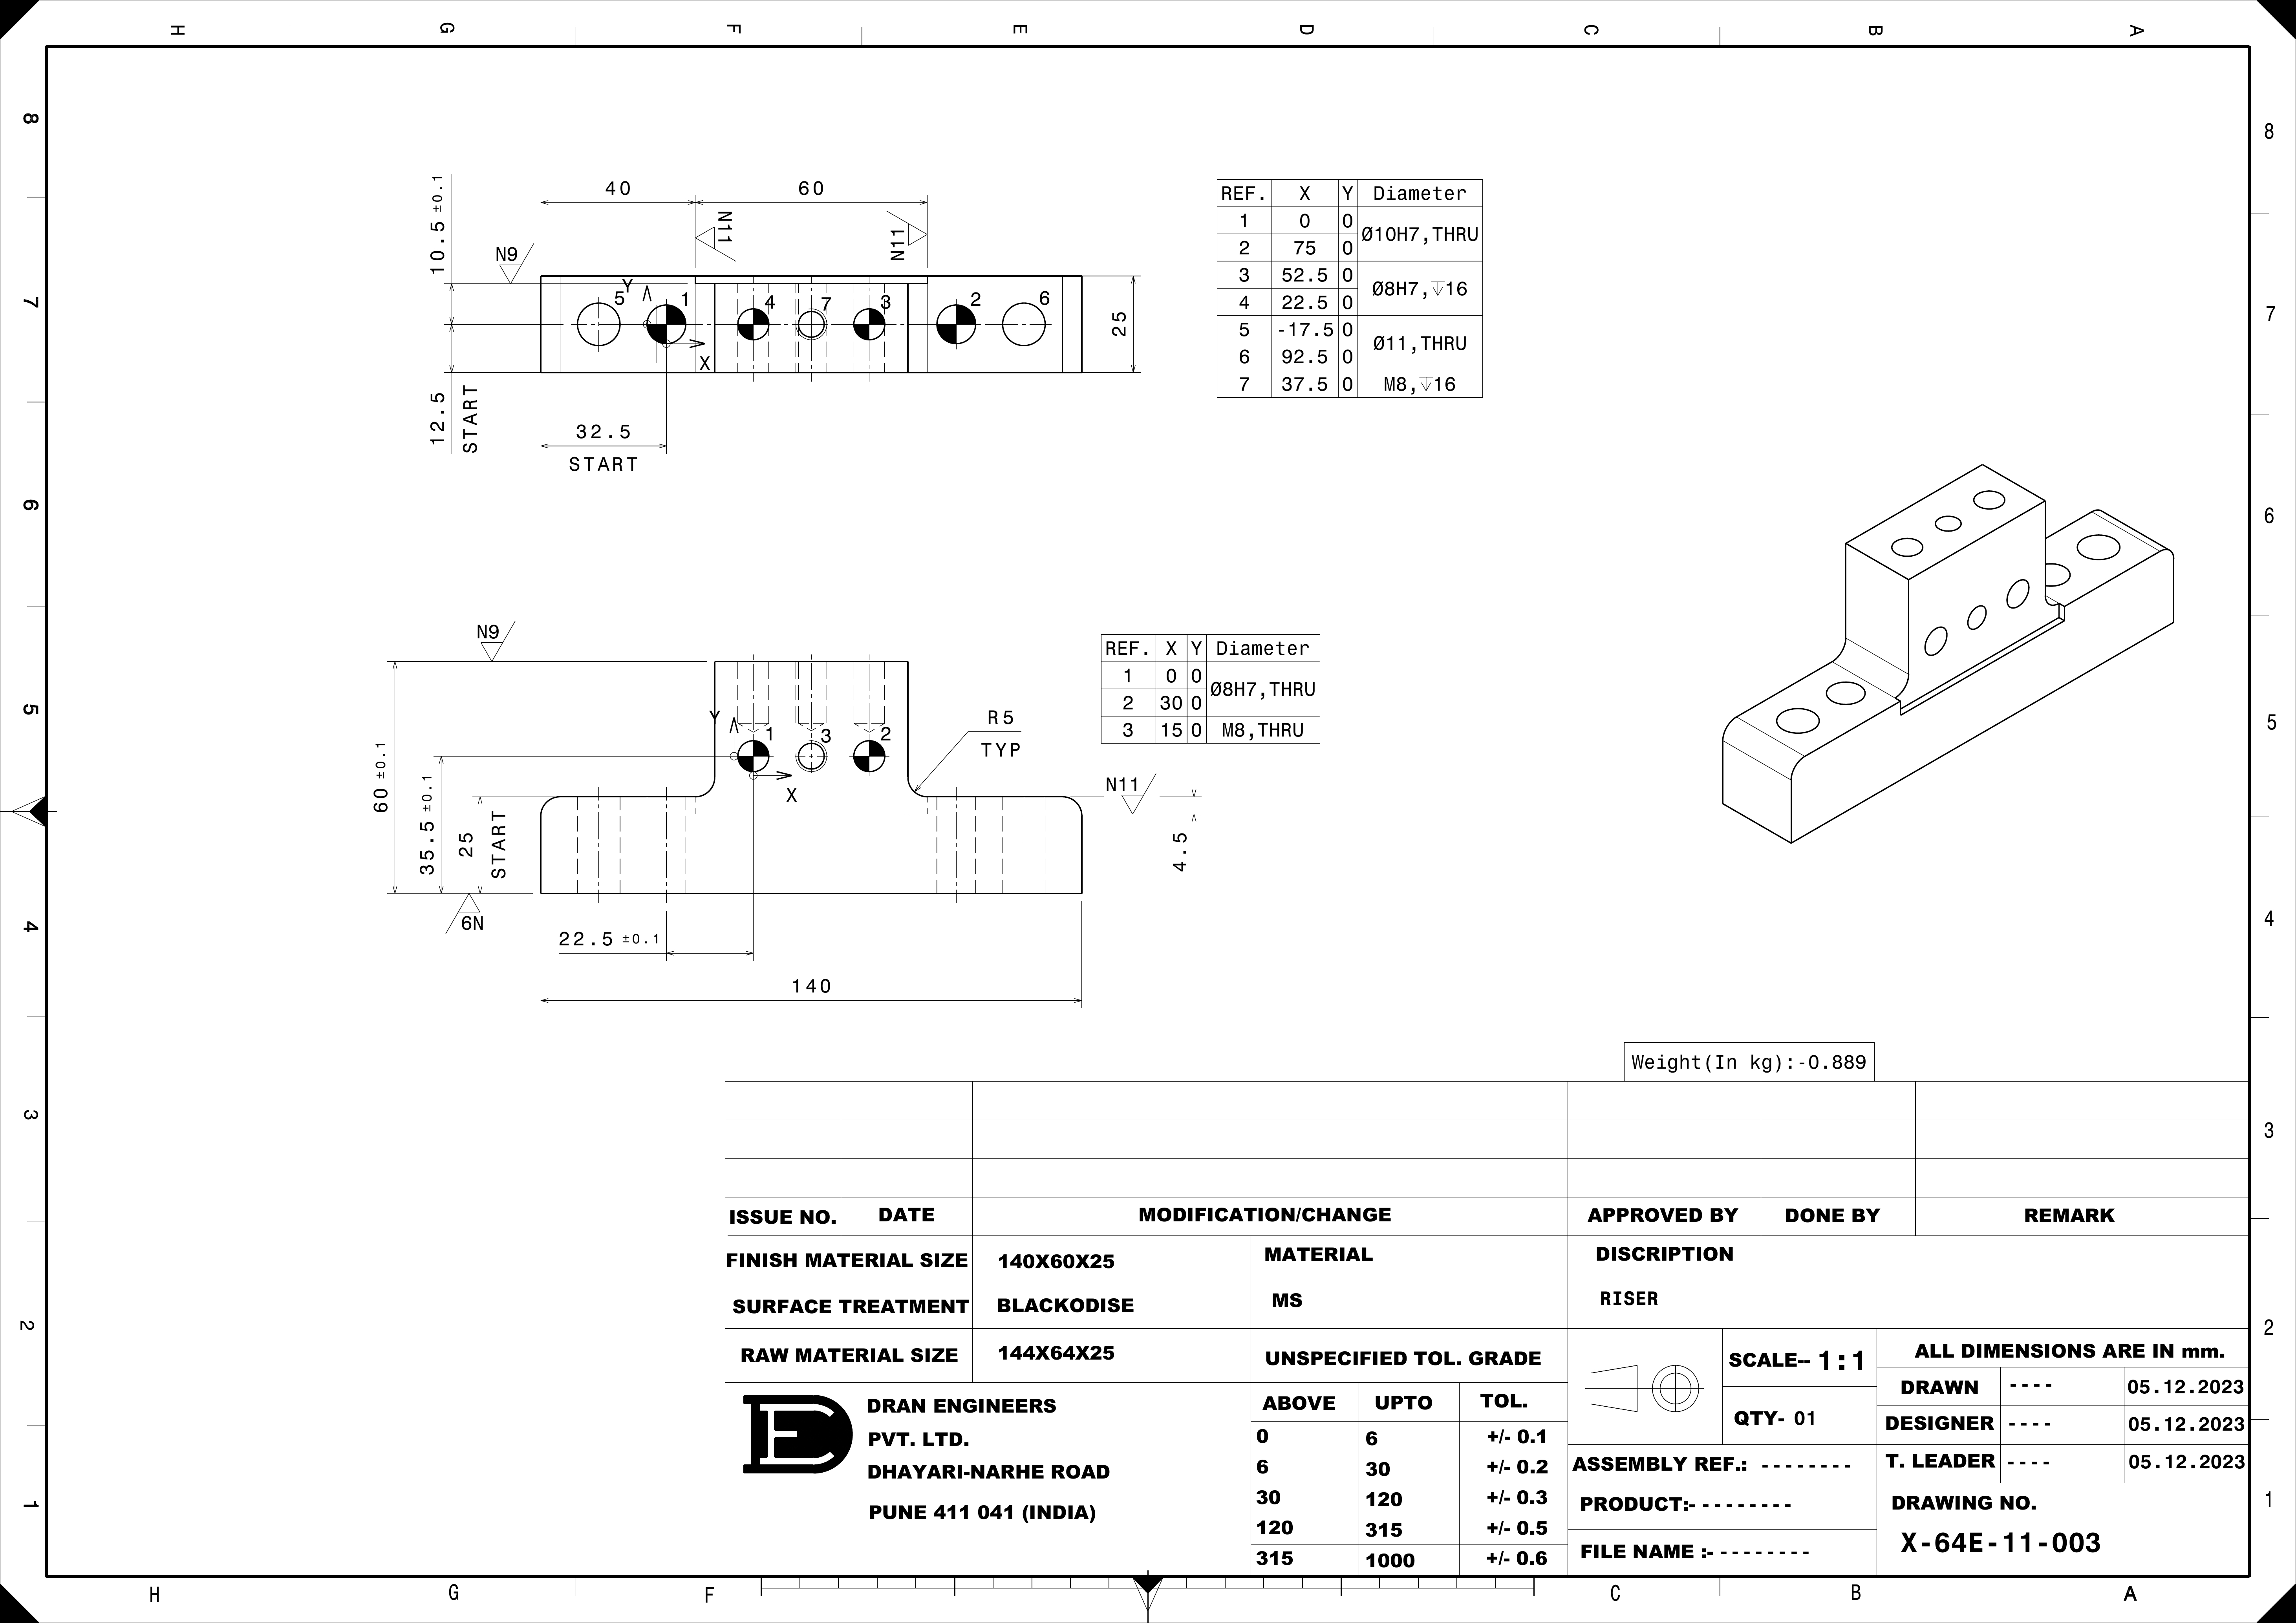 H G F E D C B A
8
7
6
5
4
3
2
1
8
7
6
5
4
3
2
1
40
60
10.5 ±0.1
N9
N11
N11
5
Y
1
4
7
3
2
6
X
25
12.5
START
32.5
START
REF. X Y Diameter
1 0 0 Ø10H7,THRU
2 75 0
3 52.5 0 Ø8H7,↧16
4 22.5 0
5 -17.5 0 Ø11,THRU
6 92.5 0
7 37.5 0 M8,↧16
N9
60 ±0.1
35.5 ±0.1
25
START
6N
Y
1
3
2
X
R5
TYP
N11
4.5
22.5 ±0.1
140
REF. X Y Diameter
1 0 0 Ø8H7,THRU
2 30 0
3 15 0 M8,THRU
Weight(In kg):-0.889
ISSUE NO. DATE MODIFICATION/CHANGE APPROVED BY DONE BY REMARK
FINISH MATERIAL SIZE 140X60X25
SURFACE TREATMENT BLACKODISE
RAW MATERIAL SIZE 144X64X25
MATERIAL
MS
DISCRIPTION
RISER
UNSPECIFIED TOL. GRADE
ABOVE UPTO TOL.
0 6 +/- 0.1
6 30 +/- 0.2
30 120 +/- 0.3
120 315 +/- 0.5
315 1000 +/- 0.6
DE
DRAN ENGINEERS
PVT. LTD.
DHAYARI-NARHE ROAD
PUNE 411 041 (INDIA)
SCALE-- 1:1
QTY- 01
ALL DIMENSIONS ARE IN mm.
DRAWN ---- 05.12.2023
DESIGNER ---- 05.12.2023
T. LEADER ---- 05.12.2023
ASSEMBLY REF.: --------
PRODUCT:---------
FILE NAME :---------
DRAWING NO.
X-64E-11-003
H G F C B A